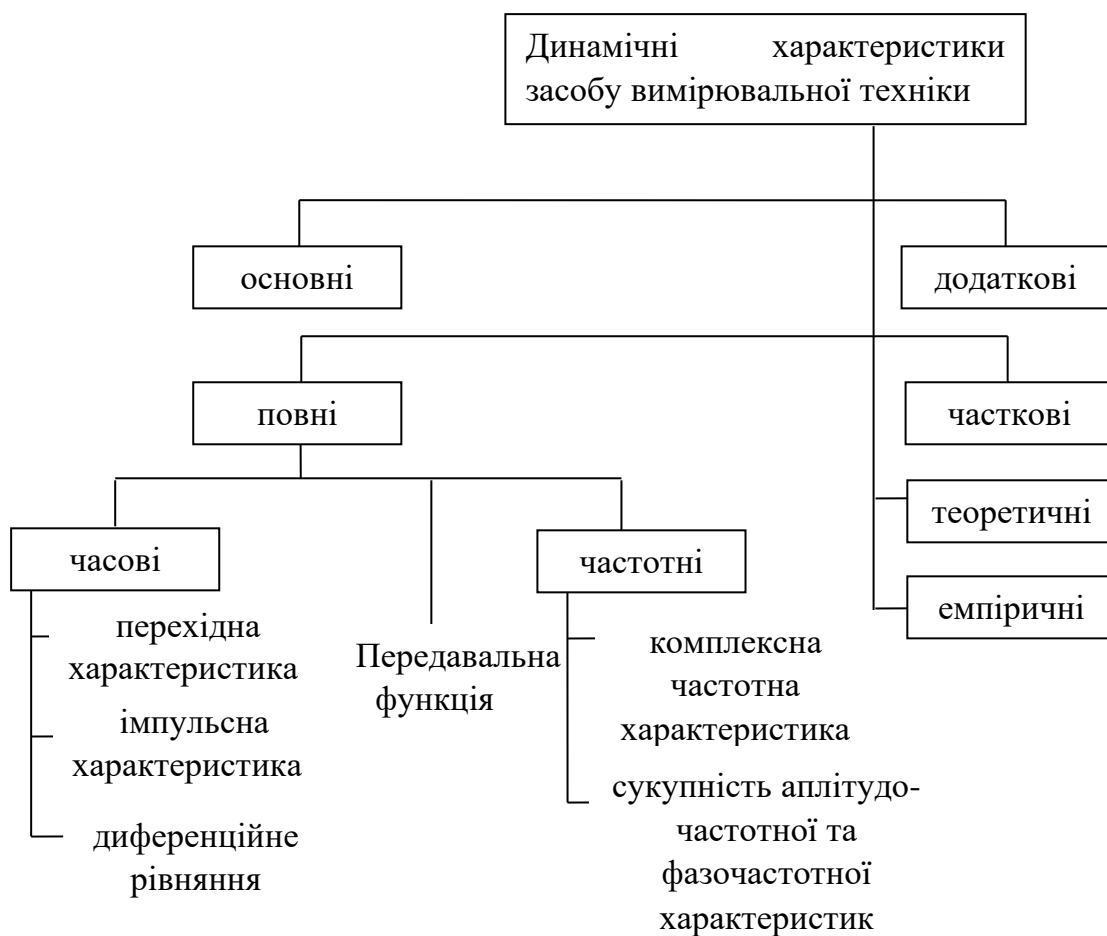 Динамічні характеристики
засобу вимірювальної техніки
основні
додаткові
повні
часткові
теоретичні
емпіричні
часові
частотні
перехідна
характеристика
імпульсна
характеристика
диференційне
рівняння
Передавальна
функція
комплексна
частотна
характеристика
сукупність аплітудо-
частотної та
фазочастотної
характеристик